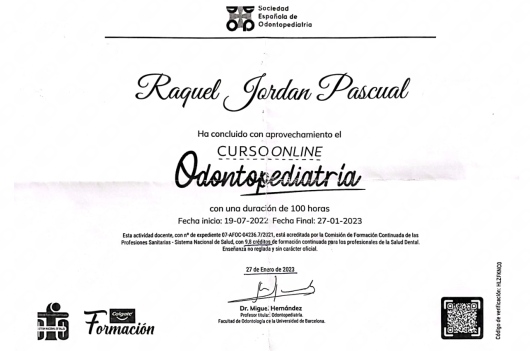 Sociedad
Española de
Odontopediatría
Raquel Jordan Pascual
Ha concluido con aprovechamiento el
CURSO ONLINE
Odontopediatría
con una duración de 100 horas
Fecha inicio: 19-07-2022 Fecha Final: 27-01-2023
Esta actividad docente, con nº de expediente 07-AFOC-04236.7/2021, está acreditada por la Comisión de Formación Continuada de las
Profesiones Sanitarias - Sistema Nacional de Salud, con 9,8 créditos de formación continuada para los profesionales de la Salud Dental.
Enseñanza no reglada y sin carácter oficial.
27 de Enero de 2023
Dr. Migue. Hernández
Profesor titular. Odontopediatría.
Facultad de Odontología de la Universidad de Barcelona.
Colgate
Formación
Código de verificación: